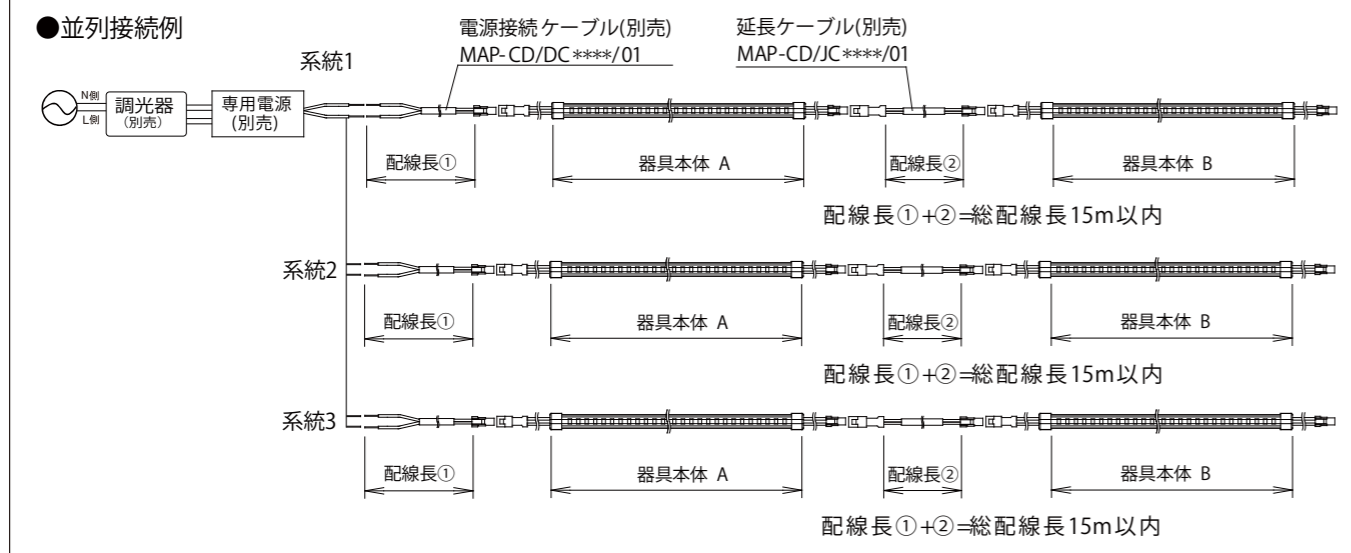 ●並列接続例
電源接続ケーブル(別売)
MAP-CD/DC****/01
延長ケーブル(別売)
MAP-CD/JC****/01
系統1
N側
L側
調光器
(別売)
専用電源
(別売)
配線長①
器具本体 A
配線長②
器具本体 B
配線長①+②=総配線長15m以内
系統2
配線長①
器具本体 A
配線長②
器具本体 B
配線長①+②=総配線長15m以内
系統3
配線長①
器具本体 A
配線長②
器具本体 B
配線長①+②=総配線長15m以内